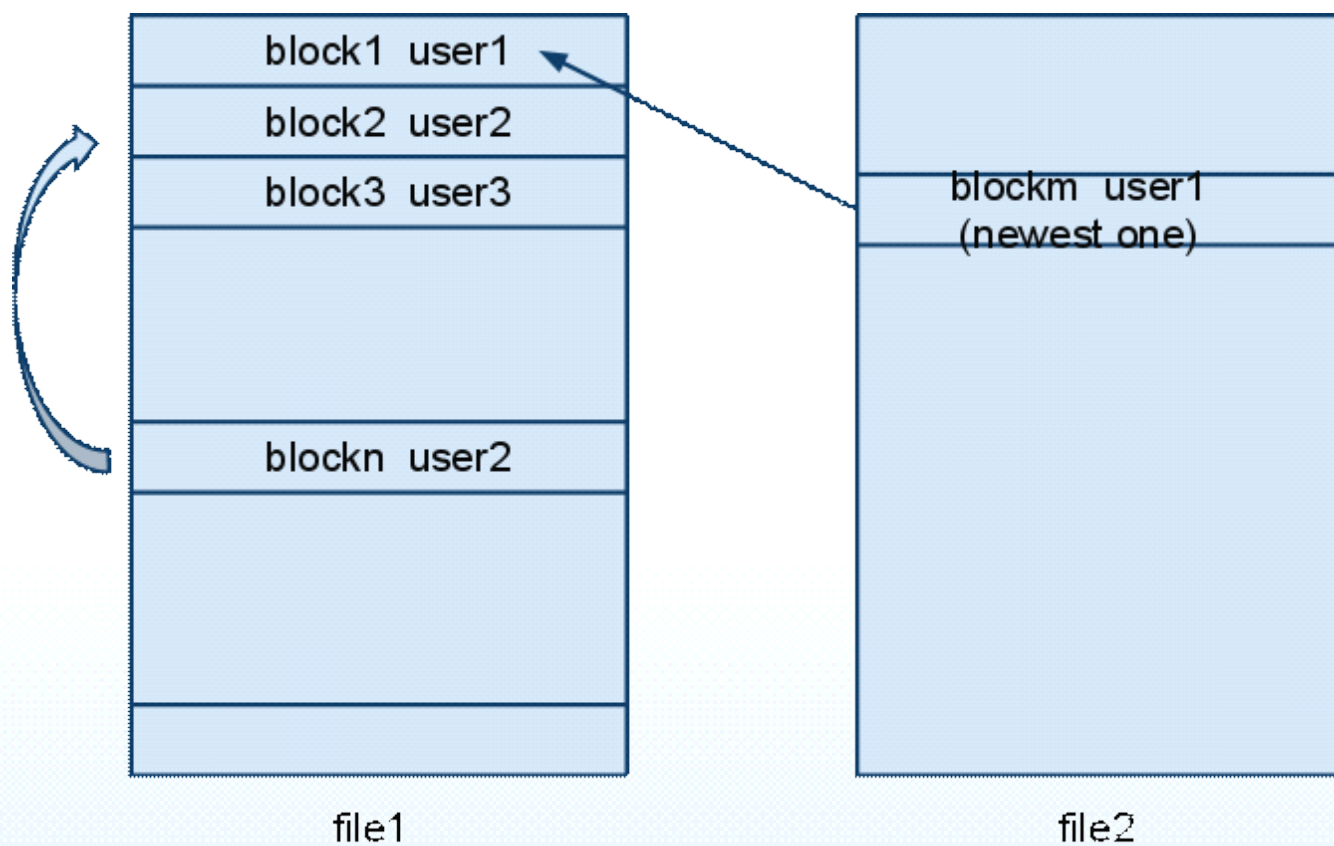 block1 user1
block2 user2
block3 user3
blockn user2
file1
blockm user1
(newest one)
file2